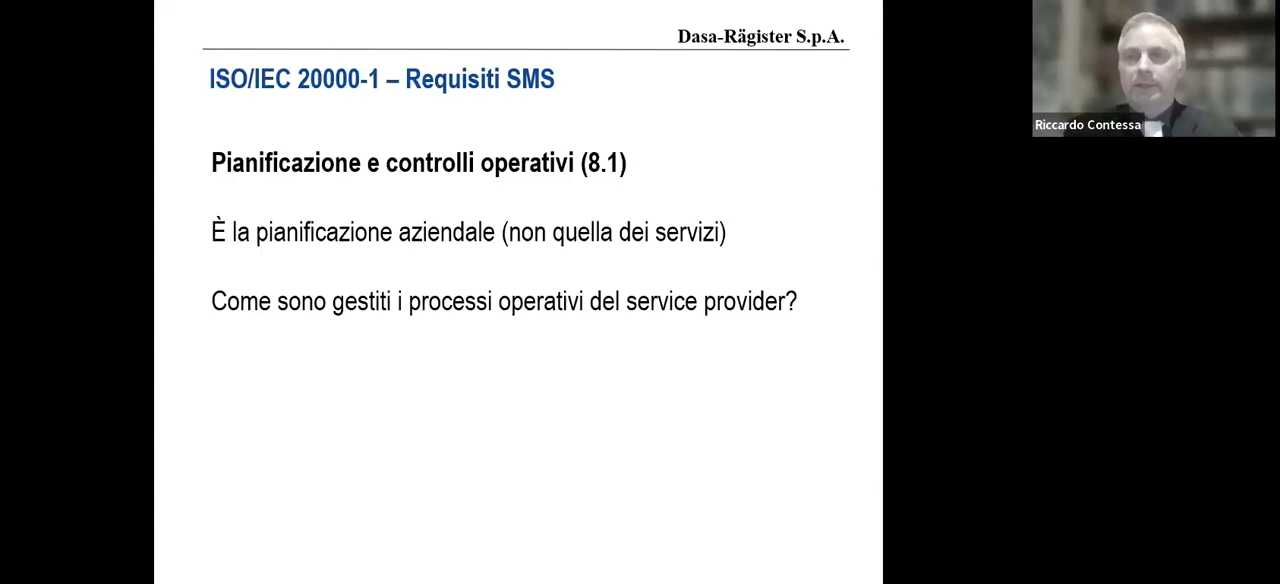 Dasa-Rägister S.p.A.
ISO/IEC 20000-1 – Requisiti SMS
Riccardo Contessa
Pianificazione e controlli operativi (8.1)
È la pianificazione aziendale (non quella dei servizi)
Come sono gestiti i processi operativi del service provider?